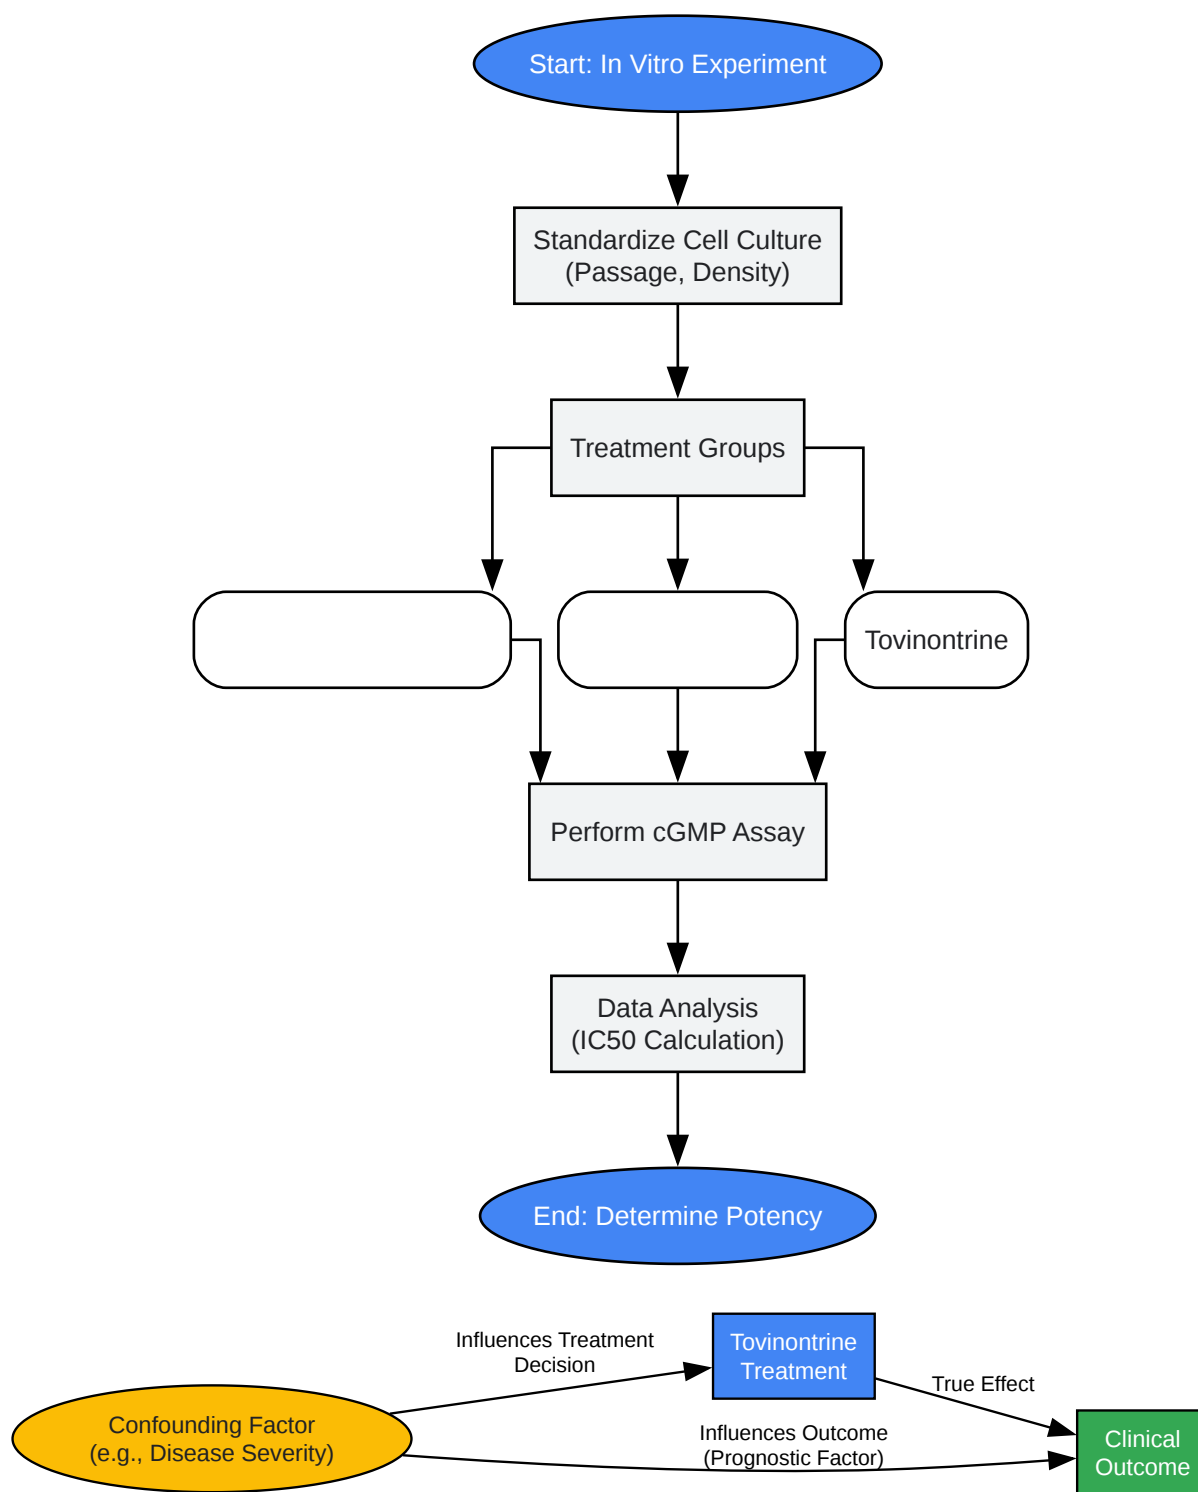 Start: In Vitro Experiment
Standardize Cell Culture
(Passage, Density)
Treatment Groups
Tovinontrine
Perform cGMP Assay
Data Analysis
(IC50 Calculation)
End: Determine Potency
Influences Treatment
Decision
Tovinontrine
Treatment
True Effect
Confounding Factor
(e.g., Disease Severity)
Influences Outcome
(Prognostic Factor)
Clinical
Outcome